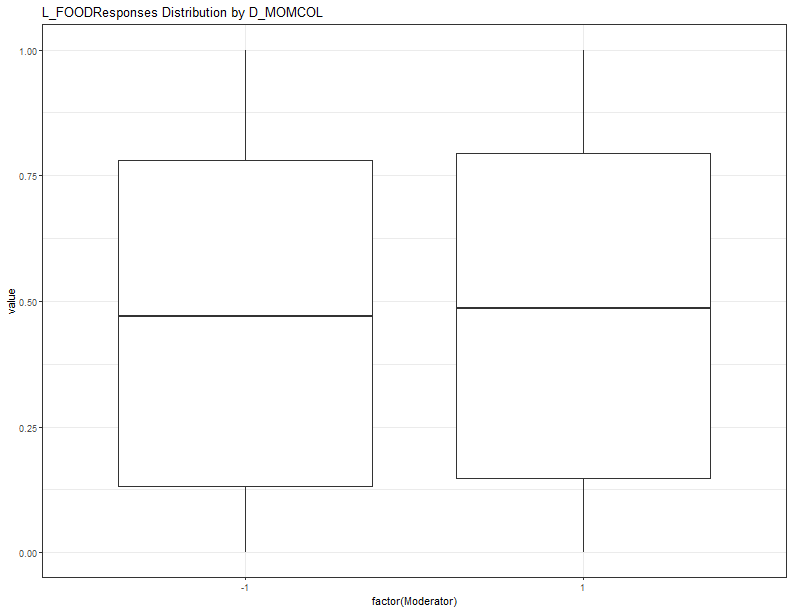 L_FOODResponses Distribution by D_MOMCOL
1.00
0.75
0.50
0.25
0.00
value
-1 1
factor(Moderator)